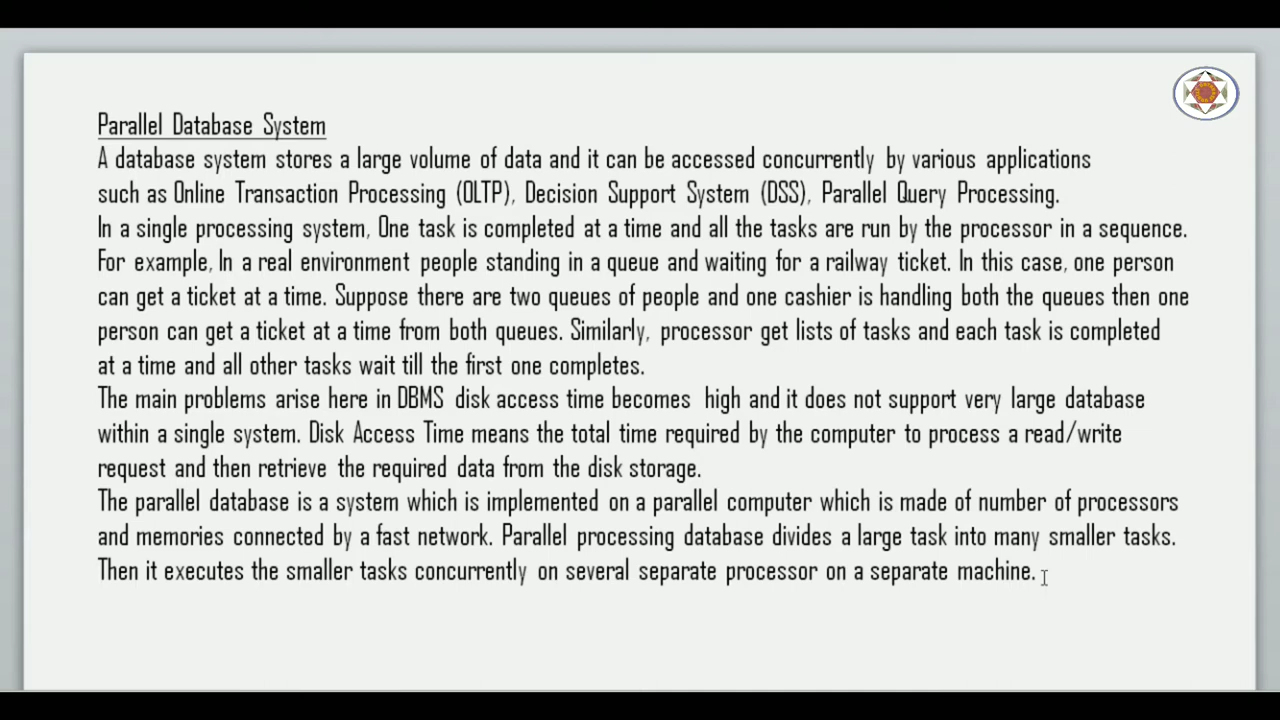 Parallel Database System
A database system stores a large volume of data and it can be accessed concurrently by various applications
such as Online Transaction Processing (OLTP), Decision Support System (DSS), Parallel Query Processing.
In a single processing system, One task is completed at a time and all the tasks are run by the processor in a sequence.
For example, In a real environment people standing in a queue and waiting for a railway ticket. In this case, one person
can get a ticket at a time. Suppose there are two queues of people and one cashier is handling both the queues then one
person can get a ticket at a time from both queues. Similarly, processor get lists of tasks and each task is completed
at a time and all other tasks wait till the first one completes.
The main problems arise here in DBMS disk access time becomes high and it does not support very large database
within a single system. Disk Access Time means the total time required by the computer to process a read/write
request and then retrieve the required data from the disk storage.
The parallel database is a system which is implemented on a parallel computer which is made of number of processors
and memories connected by a fast network. Parallel processing database divides a large task into many smaller tasks.
Then it executes the smaller tasks concurrently on several separate processor on a separate machine.